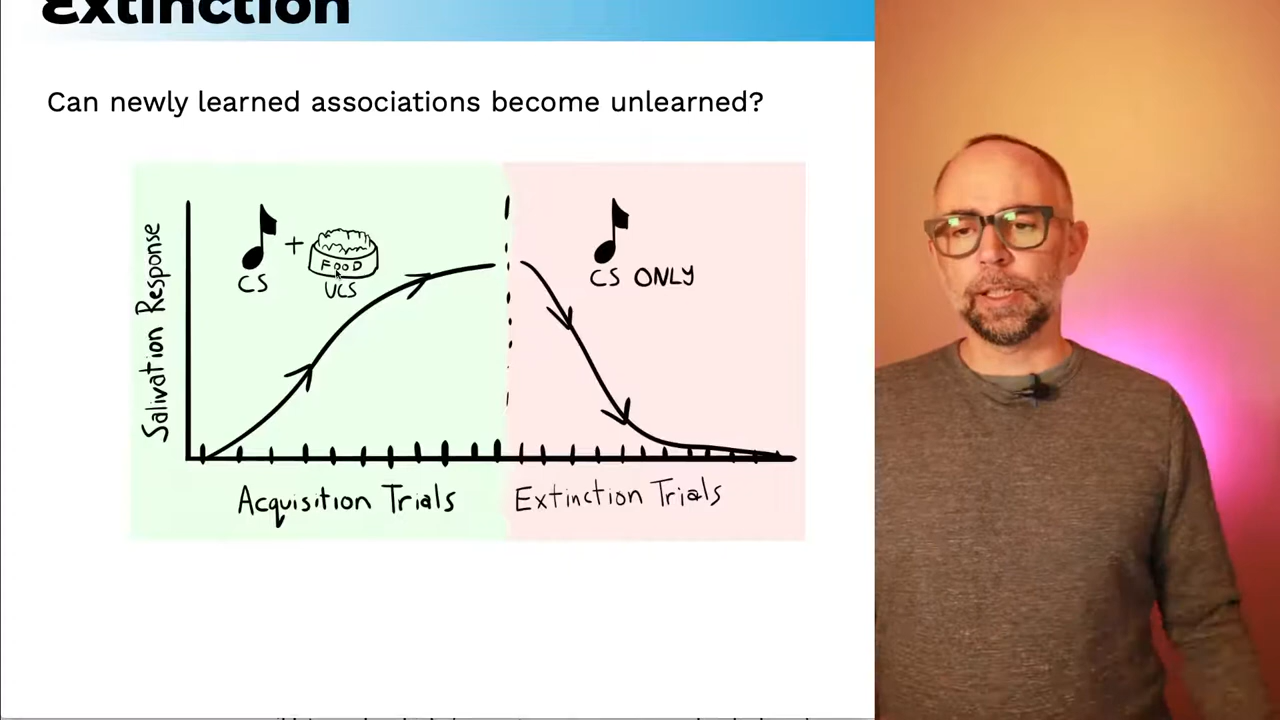 Extinction
Can newly learned associations become unlearned?
Salivation Response
CS
+
FOOD
UCS
CS ONLY
Acquisition Trials
Extinction Trials